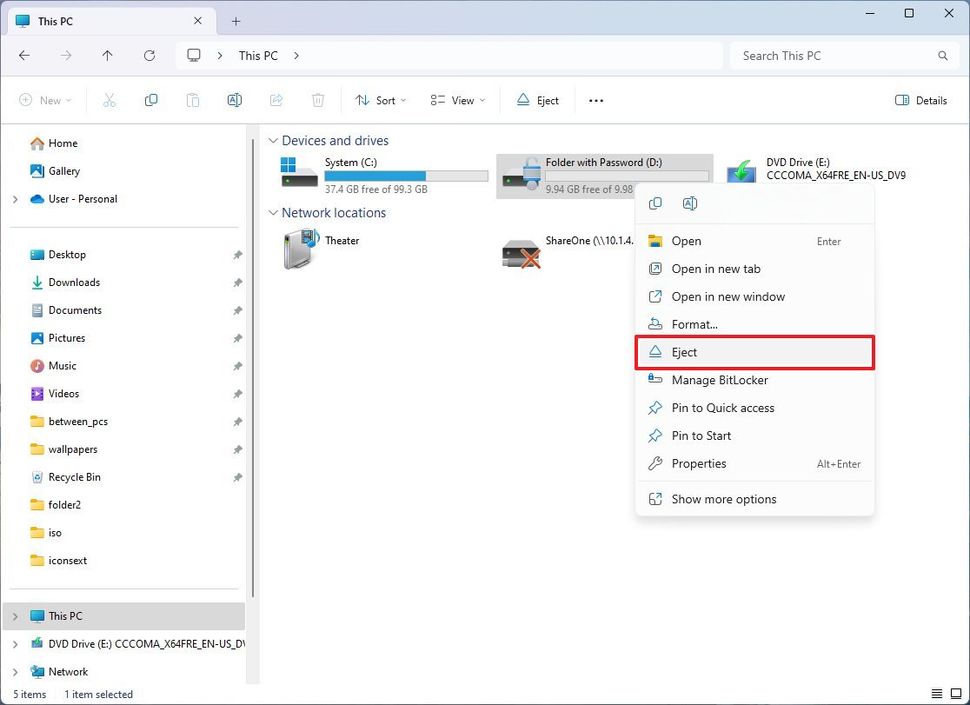 This PC
This PC
Search This PC
New
Sort
View
Eject
Details
Home
Gallery
User - Personal
Desktop
Downloads
Documents
Pictures
Music
Videos
between_pcs
wallpapers
Recycle Bin
folder2
iso
iconsext
This PC
DVD Drive (E:) CCCOMA_X64FRE_EN-US_DV
Network
Devices and drives
System (C:)
37.4 GB free of 99.3 GB
Folder with Password (D:)
9.94 GB free of 9.98
DVD Drive (E:)
CCCOMA_X64FRE_EN-US_DV9
Network locations
Theater
ShareOne (\\10.1.4.
Open Enter
Open in new tab
Open in new window
Format...
Eject
Manage BitLocker
Pin to Quick access
Pin to Start
Properties Alt+Enter
Show more options
5 items 1 item selected